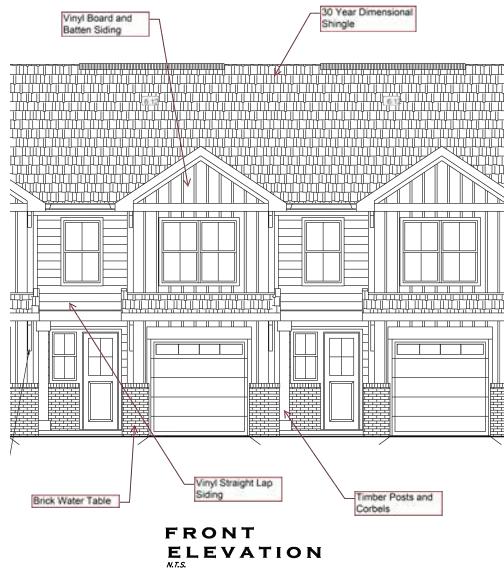 Vinyl Board and
Batten Siding
30 Year Dimensional
Shingle
Vinyl Straight Lap
Siding
Brick Water Table
Timber Posts and
Corbels
FRONT
ELEVATION
N.T.S.